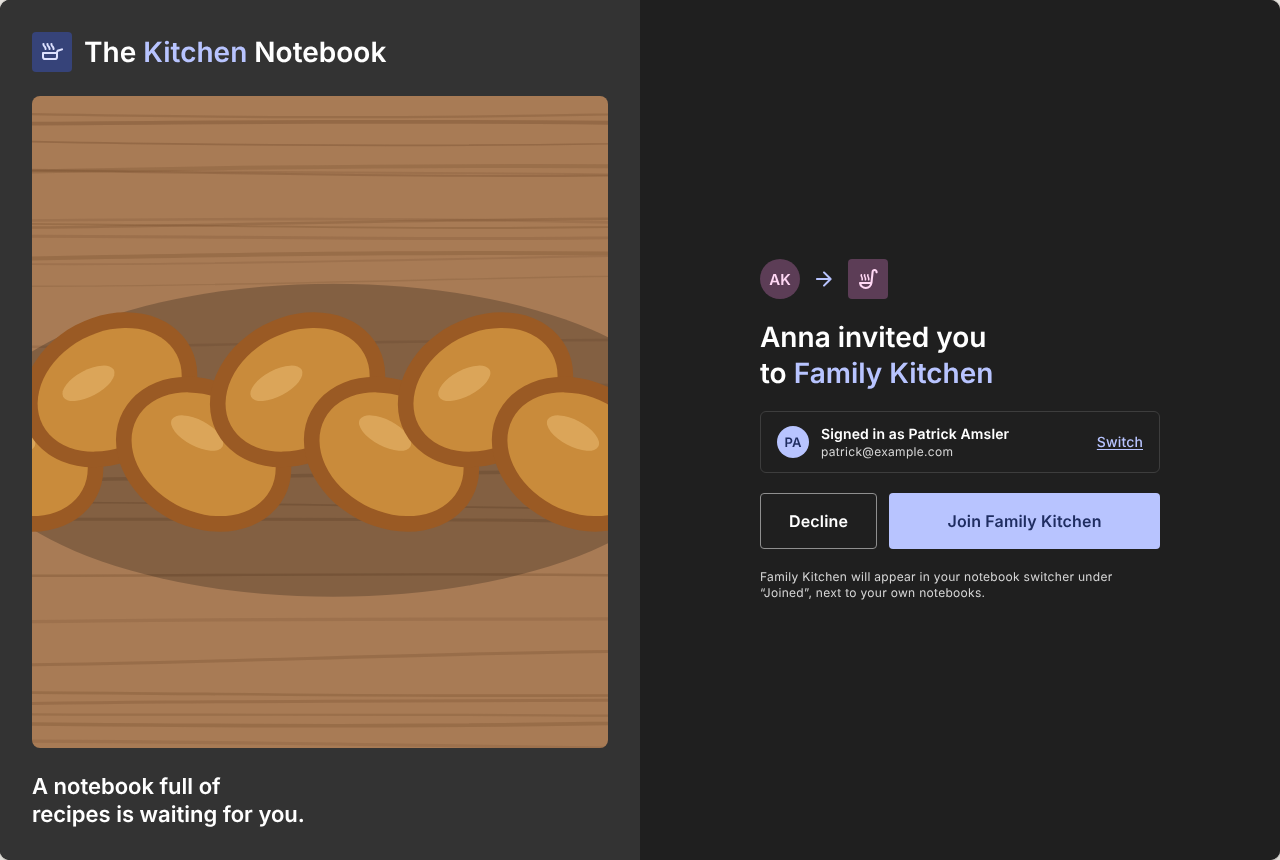 The Kitchen Notebook
A notebook full of
recipes is waiting for you.
AK
Anna invited you
to Family Kitchen
PA
Signed in as Patrick Amsler
patrick@example.com
Switch
Decline
Join Family Kitchen
Family Kitchen will appear in your notebook switcher under
“Joined”, next to your own notebooks.